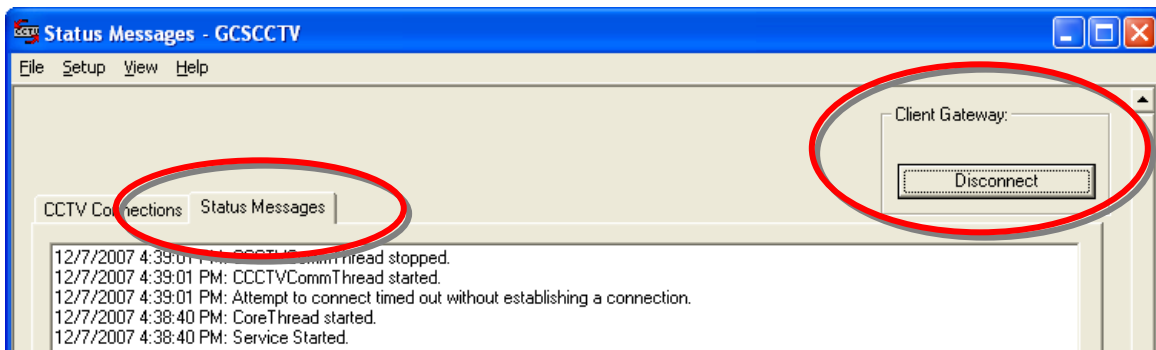 Status Messages - GCSCCTV
File Setup View Help
Client Gateway:
Disconnect
CCTV Connections Status Messages
12/7/2007 4:39:01 PM: CCCTVCommThread stopped.
12/7/2007 4:39:01 PM: CCCTVCommThread started.
12/7/2007 4:39:01 PM: Attempt to connect timed out without establishing a connection.
12/7/2007 4:38:40 PM: CoreThread started.
12/7/2007 4:38:40 PM: Service Started.